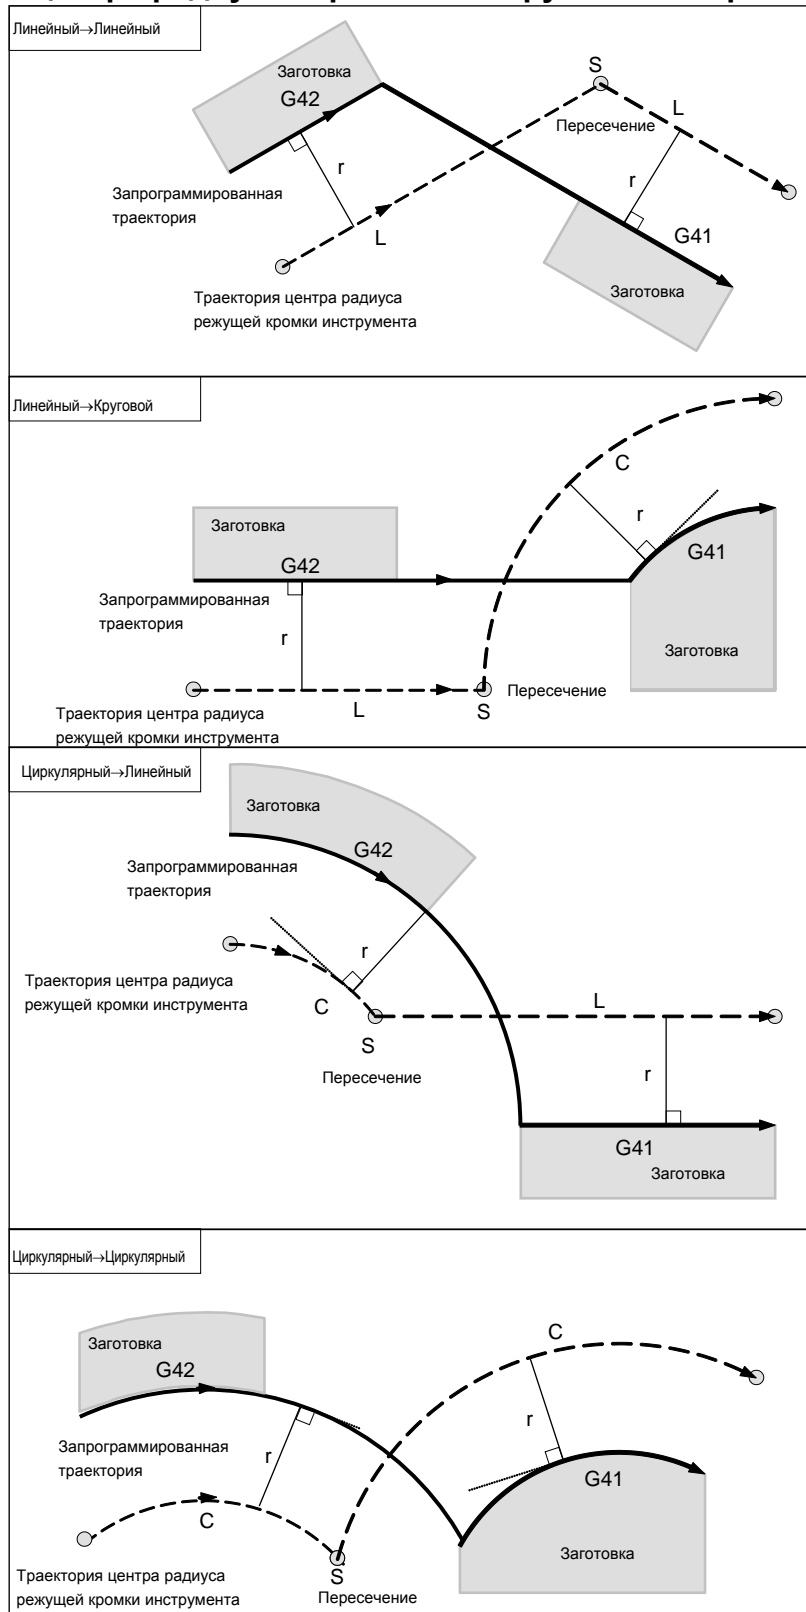 Линейный→Линейный
Заготовка
G42
S
L
Пересечение
r
r
Запрограммированная
траектория
L
G41
Заготовка
Траектория центра радиуса
режущей кромки инструмента
Линейный→Круговой
C
Заготовка
r
G41
G42
Запрограммированная
траектория
r
Заготовка
Пересечение
L
S
Траектория центра радиуса
режущей кромки инструмента
Циркулярный→Линейный
Заготовка
G42
Запрограммированная
траектория
r
Траектория центра радиуса
режущей кромки инструмента
C
L
S
Пересечение
r
G41
Заготовка
Циркулярный→Циркулярный
C
Заготовка
G42
r
Запрограммированная
траектория
r
G41
C
Заготовка
S
Траектория центра радиуса
режущей кромки инструмента
Пересечение